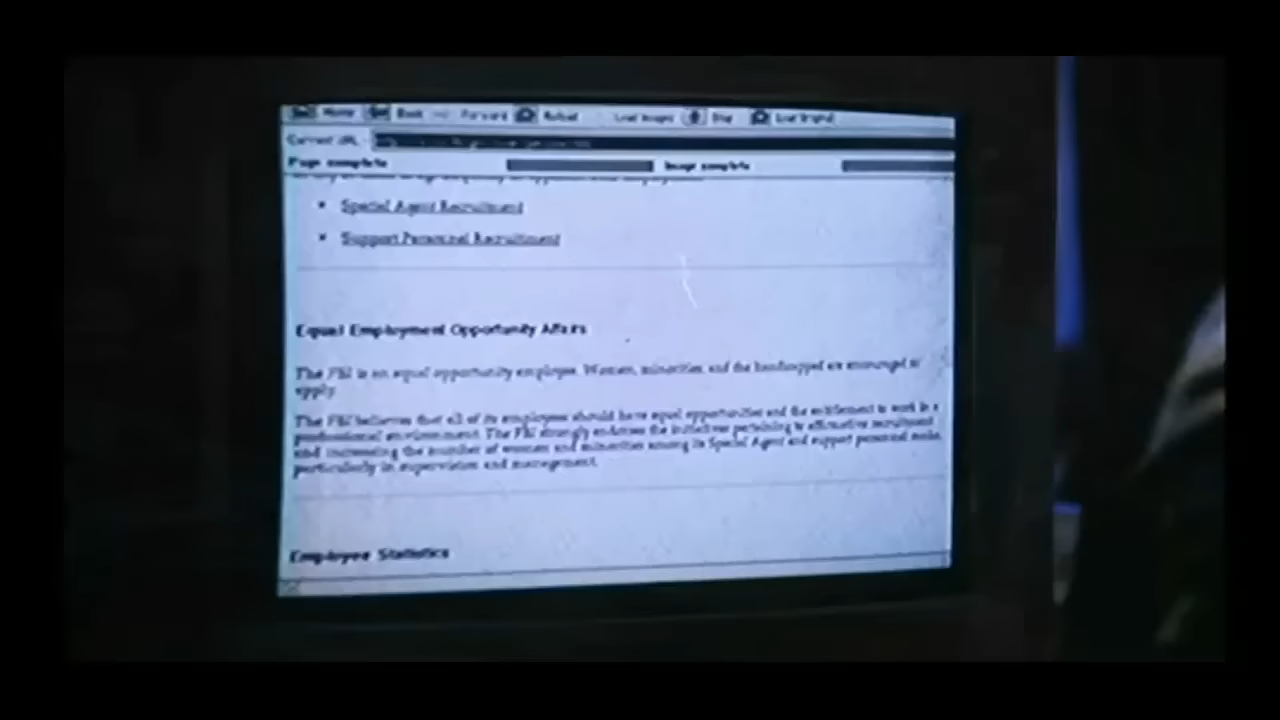 Home Back Forward Reload Load Images Stop
Current URL
Page complete Image complete
• Special Agent Recruitment
• Support Personnel Recruitment
Equal Employment Opportunity Affairs
The FBI is an equal opportunity employer. Women, minorities, and the handicapped are encouraged to
apply.
The FBI believes that all of its employees should have equal opportunities and the entitlement to work in a
professional environment. The FBI strongly endorses the initiatives pertaining to affirmative recruitment
and increasing the number of women and minorities among its Special Agent and support personnel ranks,
particularly in supervision and management.
Employee Statistics